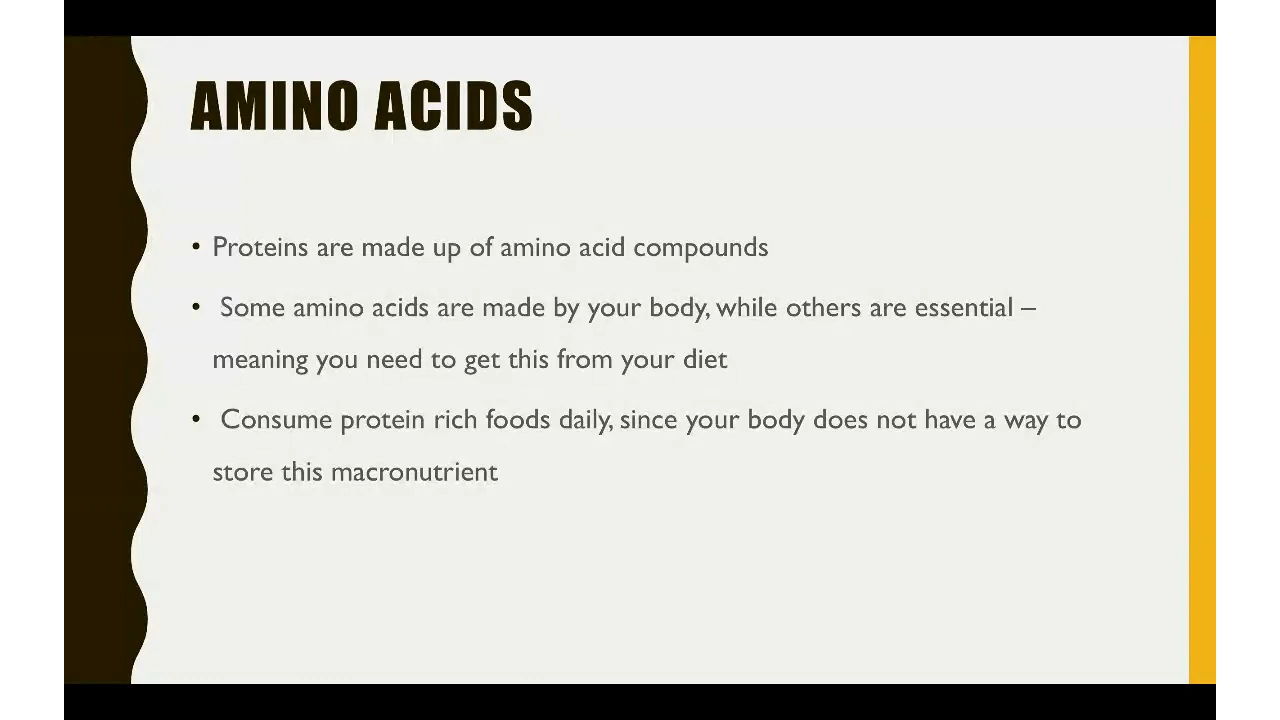 AMINO ACIDS
• Proteins are made up of amino acid compounds
• Some amino acids are made by your body, while others are essential –
meaning you need to get this from your diet
• Consume protein rich foods daily, since your body does not have a way to
store this macronutrient